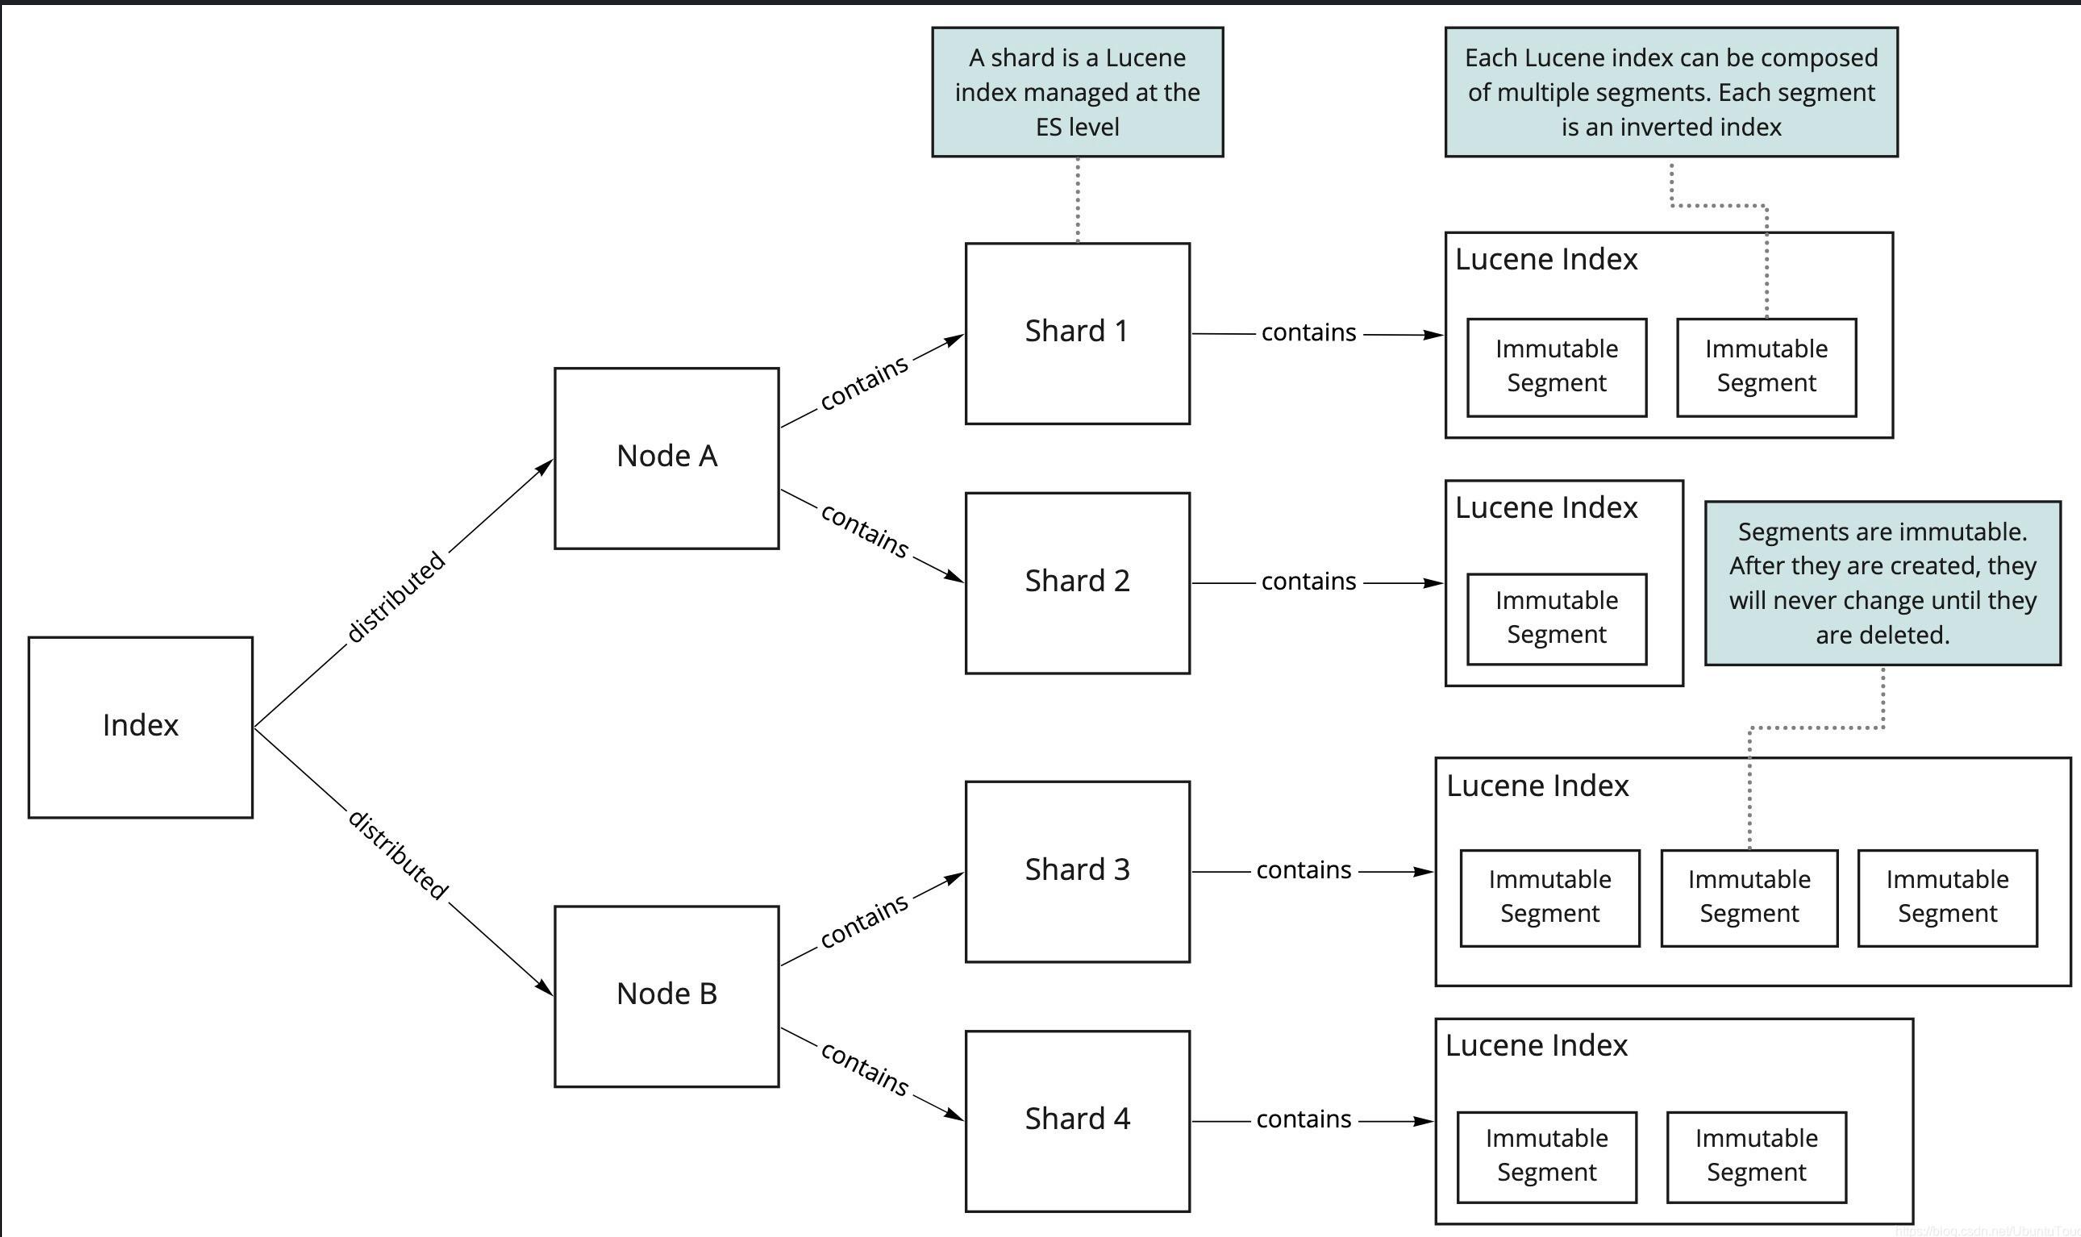 A shard is a Lucene
index managed at the
ES level
Each Lucene index can be composed
of multiple segments. Each segment
is an inverted index
Index
distributed
distributed
Node A
Node B
contains
contains
contains
contains
Shard 1
contains
Lucene Index
Immutable
Segment
Immutable
Segment
Shard 2
contains
Lucene Index
Immutable
Segment
Segments are immutable.
After they are created, they
will never change until they
are deleted.
Shard 3
contains
Lucene Index
Immutable
Segment
Immutable
Segment
Immutable
Segment
Shard 4
contains
Lucene Index
Immutable
Segment
Immutable
Segment
https://blog.csdn.net/UbuntuTouc